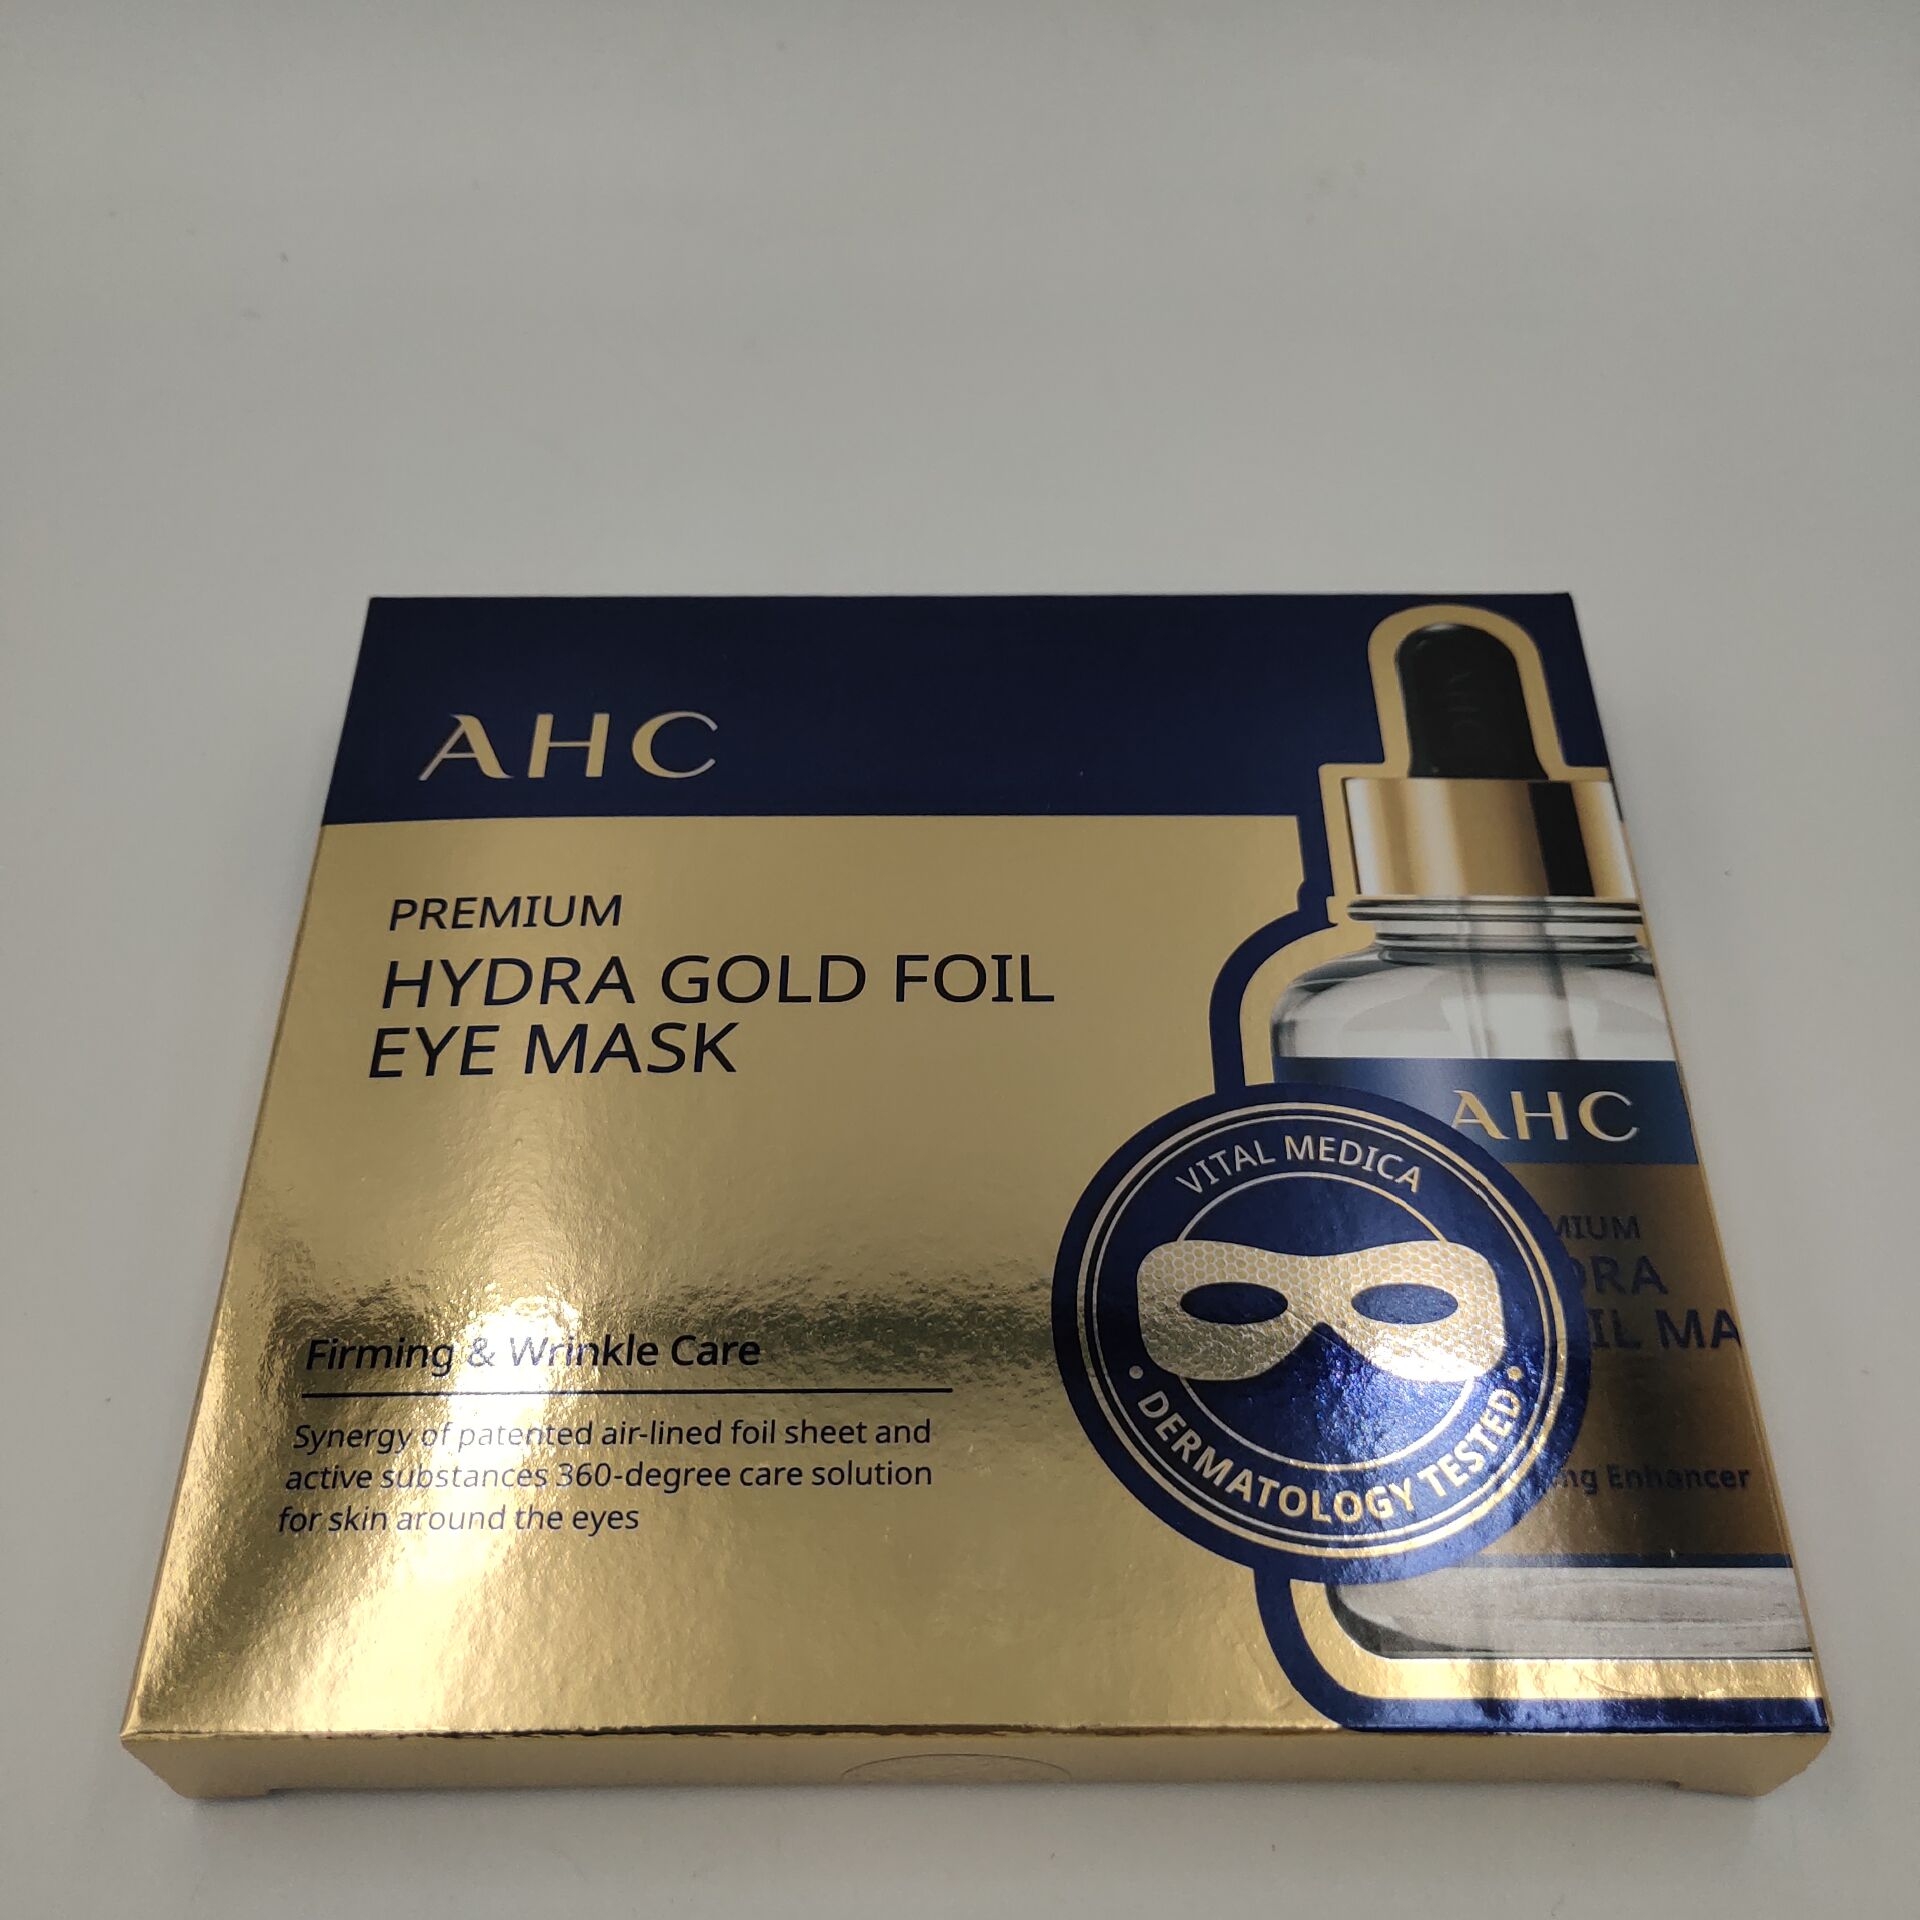 AHC
PREMIUM
HYDRA GOLD FOIL
EYE MASK
Firming & Wrinkle Care
Synergy of patented air-lined foil sheet and
active substances 360-degree care solution
for skin around the eyes
AHC
VITAL MEDICA
DERMATOLOGY TESTED
MIUM
DRA
IL MA
ng Enhancer